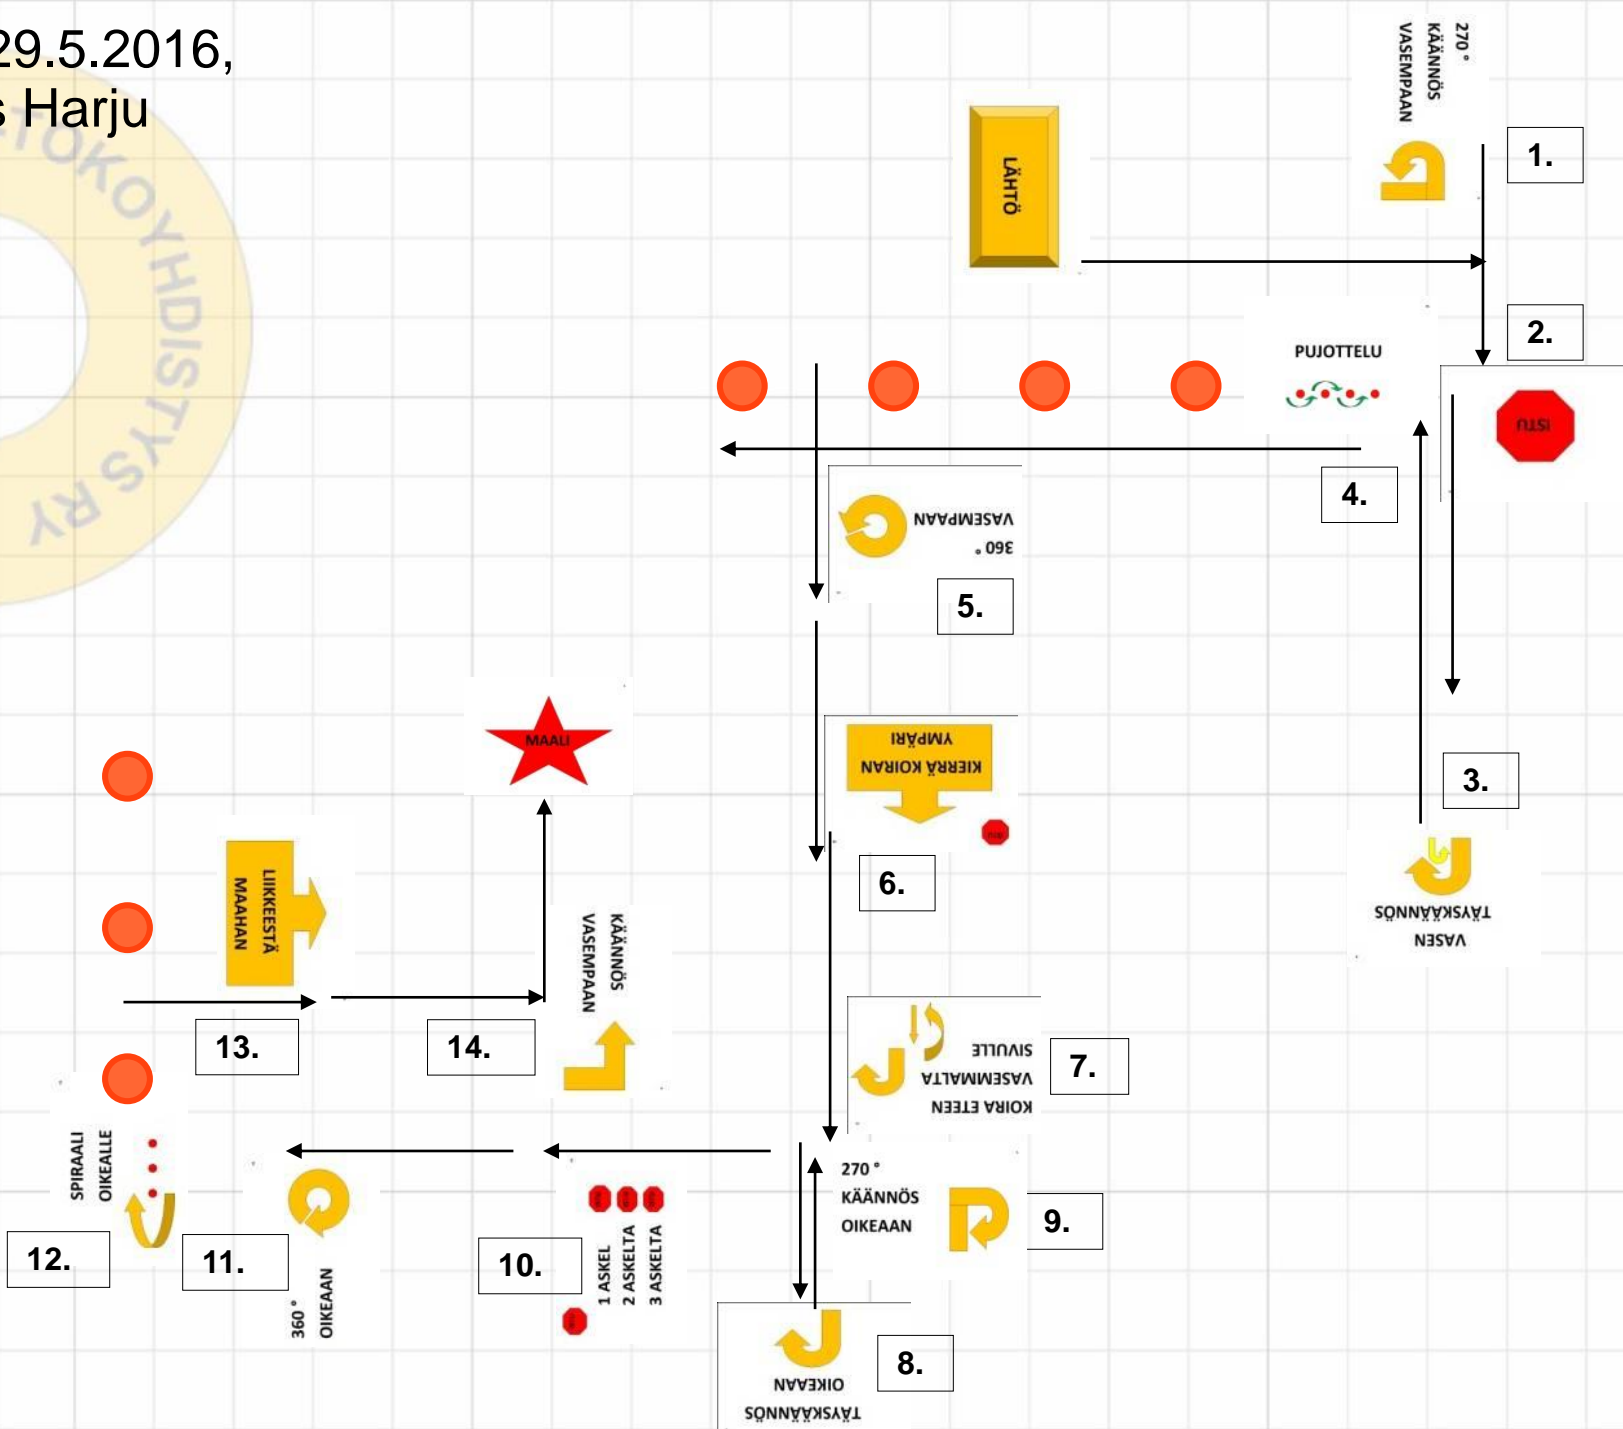 29.5.2016,
s Harju
TOKOYHDISTYS RY
LÄHTÖ
270 °
KÄÄNNÖS
VASEMPAAN
1.
2.
ISTU
PUJOTTELU
4.
360 °
VASEMPAAN
5.
3.
VASEN
TÄYSKÄÄNNÖS
KIERRÄ KOIRAN
YMPÄRI
6.
KOIRA ETEEN
VASEMMALTA
SIVULLE
7.
270 °
KÄÄNNÖS
OIKEAAN
9.
TÄYSKÄÄNNÖS
OIKEAAN
8.
1 ASKEL
2 ASKELTA
3 ASKELTA
10.
360 °
OIKEAAN
11.
SPIRAALI
OIKEALLE
12.
LIIKKEESTÄ
MAAHAN
13.
14.
KÄÄNNÖS
VASEMPAAN
MAALI